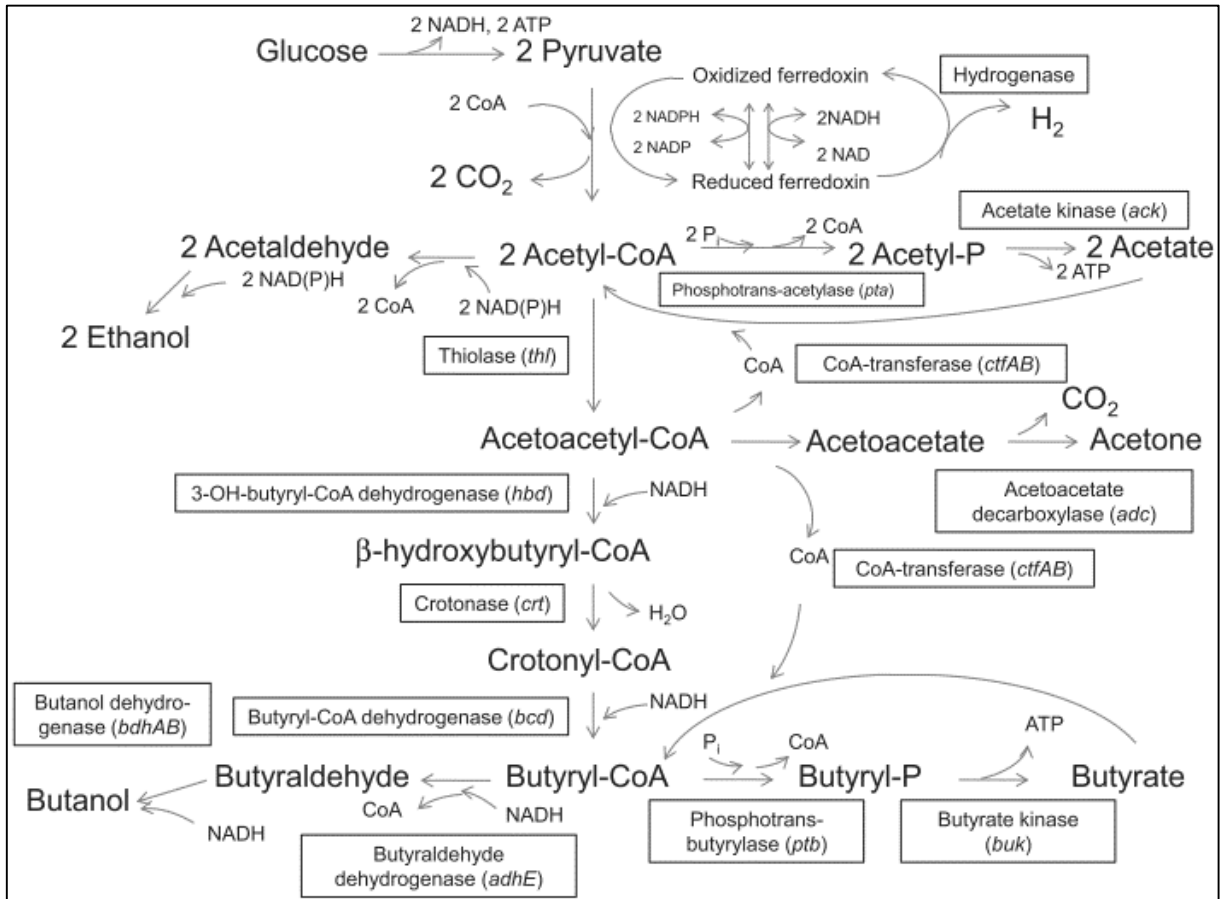 2 NADH, 2 ATP
Glucose
2 Pyruvate
Oxidized ferredoxin
Hydrogenase
2 CoA
2 NADPH
2NADH
H2
2 NADP
2 NAD
2 CO2
Reduced ferredoxin
Acetate kinase (ack)
2 Acetaldehyde
2 Acetyl-CoA
2 Pi
2 CoA
2 Acetyl-P
2 Acetate
2 NAD(P)H
2 CoA
2 NAD(P)H
Phosphotrans-acetylase (pta)
2 ATP
2 Ethanol
Thiolase (thl)
CoA
CoA-transferase (ctfAB)
CO2
Acetoacetyl-CoA
Acetoacetate
Acetone
3-OH-butyryl-CoA dehydrogenase (hbd)
NADH
Acetoacetate
decarboxylase (adc)
β-hydroxybutyryl-CoA
CoA
CoA-transferase (ctfAB)
Crotonase (crt)
H2O
Crotonyl-CoA
Butanol dehydro-
genase (bdhAB)
Butyryl-CoA dehydrogenase (bcd)
NADH
Pi
CoA
ATP
Butyraldehyde
Butyryl-CoA
Butyryl-P
Butyrate
Butanol
CoA
NADH
NADH
Phosphotrans-
butyrylase (ptb)
Butyrate kinase
(buk)
Butyraldehyde
dehydrogenase (adhE)